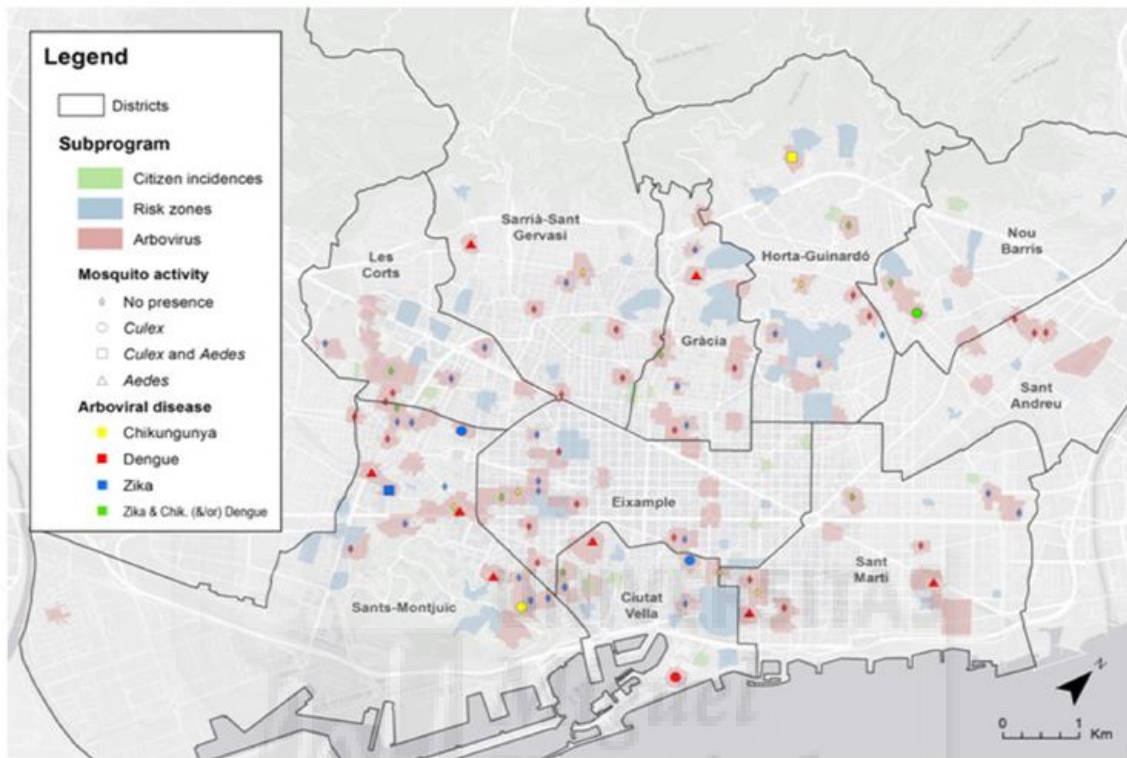 Legend
Districts
Subprogram
Citizen incidences
Risk zones
Arbovirus
Mosquito activity
No presence
Culex
Culex and Aedes
Aedes
Arboviral disease
Chikungunya
Dengue
Zika
Zika & Chik. (&/or) Dengue
Sarrià-Sant
Gervasi
Les
Corts
Gràcia
Horta-Guinardó
Nou
Barris
Sant
Andreu
Eixample
Sant
Martí
Sants-Montjuïc
Ciutat
Vella
UNIVERSITAS
Miguel
N
0 1
Km